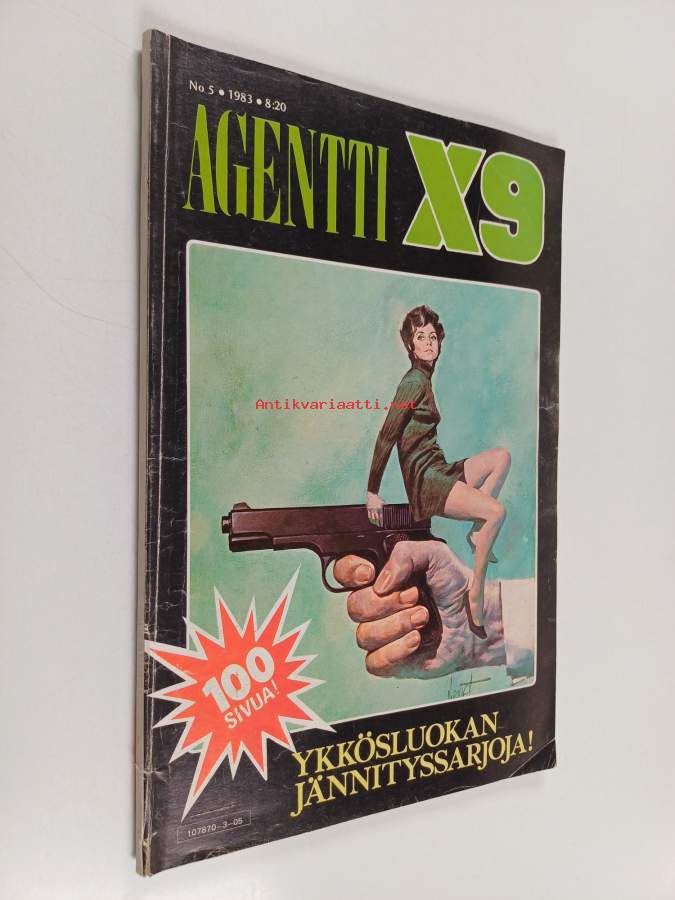 No 5 • 1983 • 8:20
AGENTTI X9
Antikvariaatti.net
100
SIVUA!
YKKÖSLUOKAN
JÄNNITYSSARJOJA!
107870-3-05